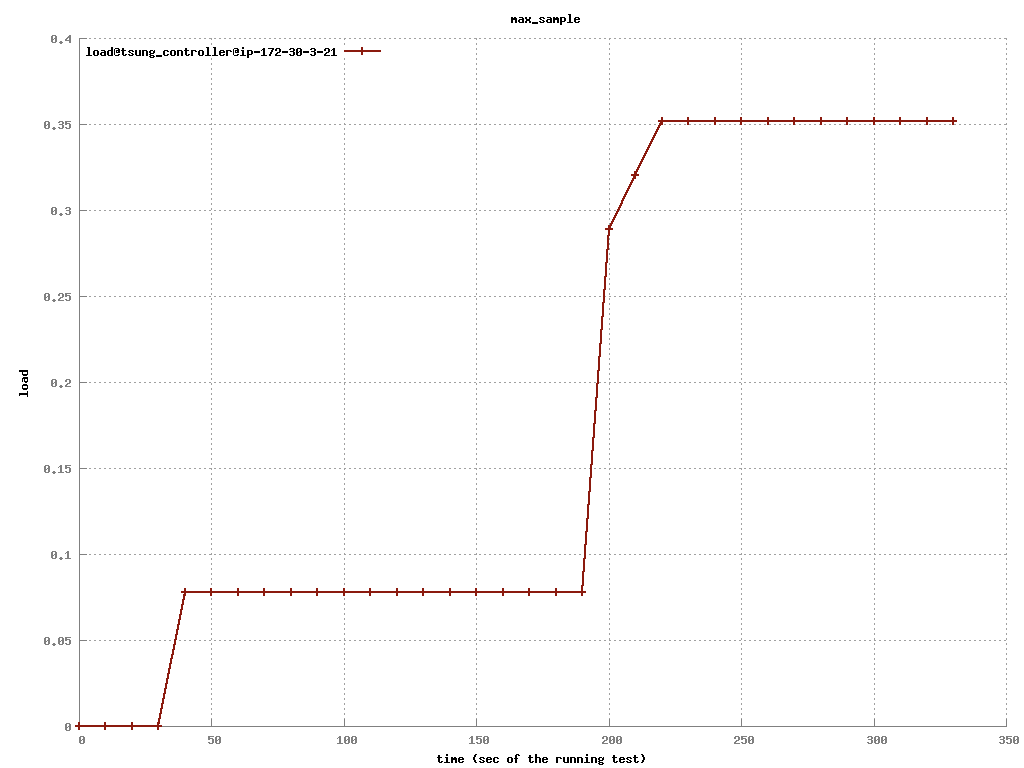 max_sample
load@tsung_controller@ip-172-30-3-21
0.4
0.35
0.3
0.25
0.2
0.15
0.1
0.05
0
load
0 50 100 150 200 250 300 350
time (sec of the running test)